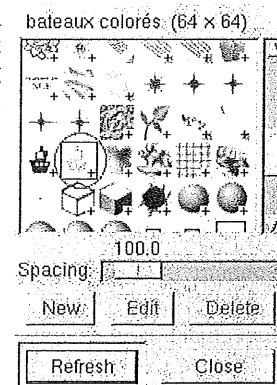 bateaux colorés (64 x 64)
100.0
Spacing:
New Edit Delete
Refresh Close